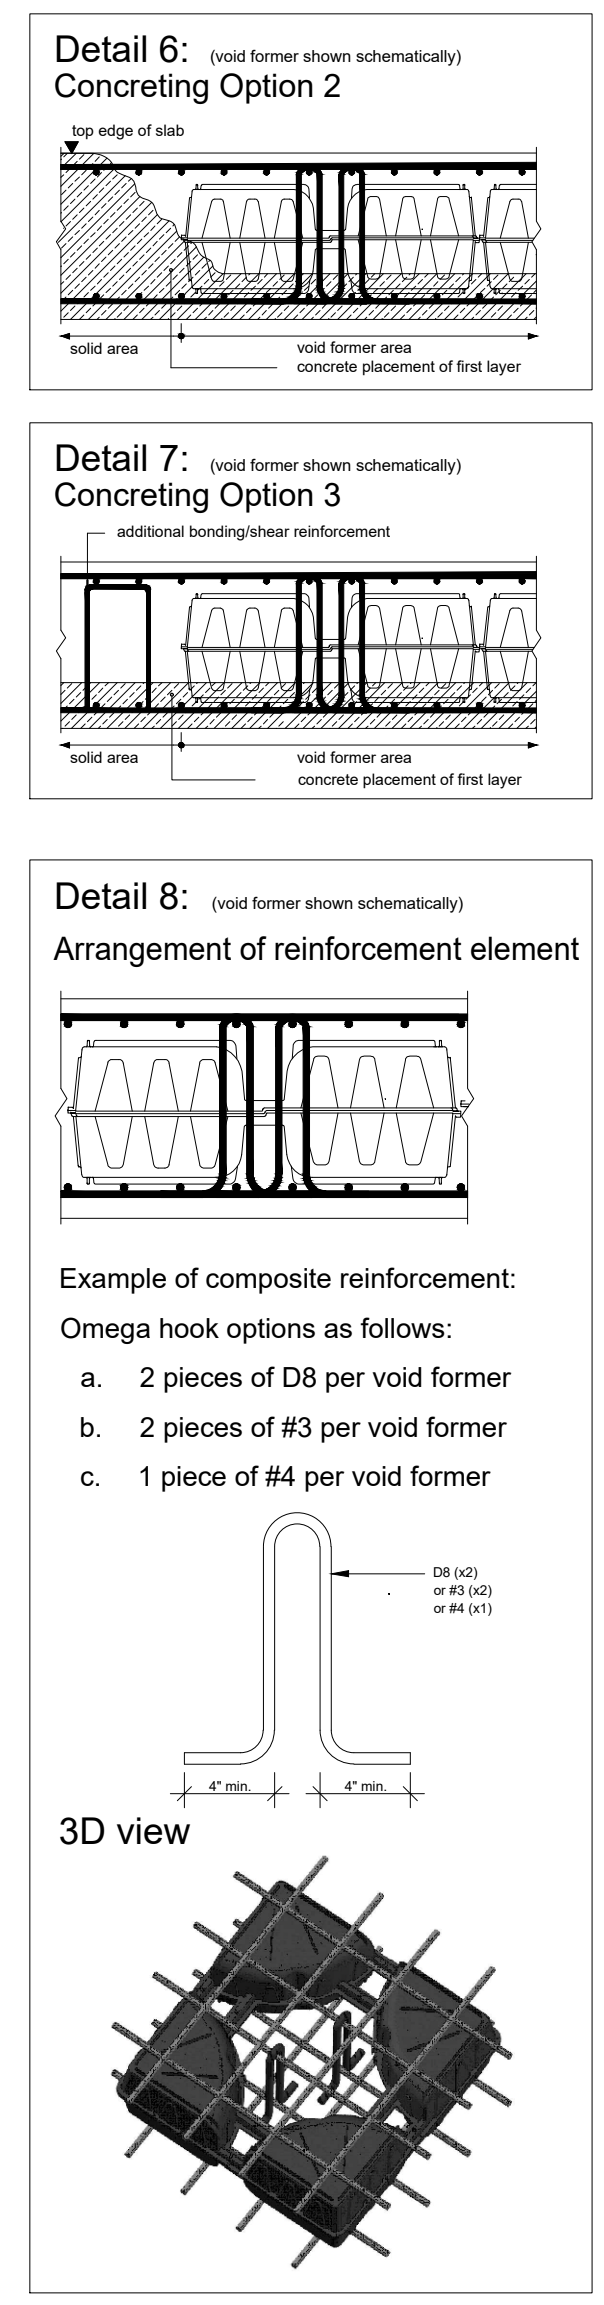 Detail 6: (void former shown schematically)
Concreting Option 2
top edge of slab
solid area
void former area
concrete placement of first layer
Detail 7: (void former shown schematically)
Concreting Option 3
additional bonding/shear reinforcement
solid area
void former area
concrete placement of first layer
Detail 8: (void former shown schematically)
Arrangement of reinforcement element
Example of composite reinforcement:
Omega hook options as follows:
a. 2 pieces of D8 per void former
b. 2 pieces of #3 per void former
c. 1 piece of #4 per void former
D8 (x2)
or #3 (x2)
or #4 (x1)
4" min. 4" min.
3D view